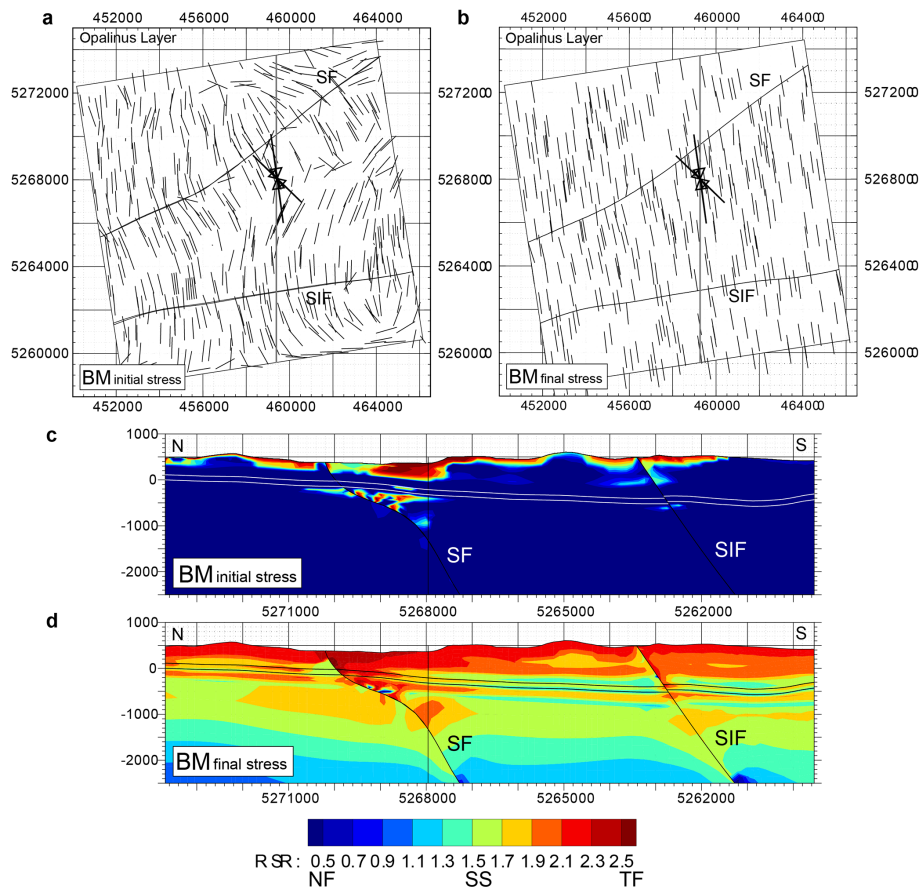 a
452000 456000 460000 464000
Opalinus Layer
SF
5272000
5268000
5264000
5260000
SIF
BM initial stress
452000 456000 460000 464000
b
452000 456000 460000 464000
Opalinus Layer
SF
5272000
5268000
5264000
5260000
SIF
BM final stress
452000 456000 460000 464000
c
1000
0
-1000
-2000
N
S
SF
SIF
BM initial stress
5271000 5268000 5265000 5262000
d
1000
0
-1000
-2000
N
S
SF
SIF
BM final stress
5271000 5268000 5265000 5262000
RSR: 0.5 0.7 0.9 1.1 1.3 1.5 1.7 1.9 2.1 2.3 2.5
NF SS TF